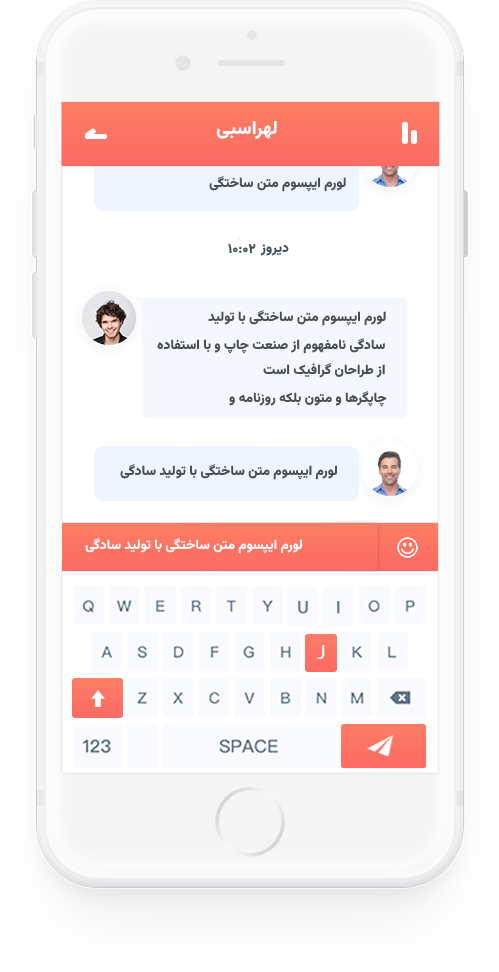 لهراسبی
لورم ایپسوم متن ساختگی
دیروز ۱۰:۰۲
لورم ایپسوم متن ساختگی با تولید
سادگی نامفهوم از صنعت چاپ و با استفاده
از طراحان گرافیک است
چاپگرها و متون بلکه روزنامه و
لورم ایپسوم متن ساختگی با تولید سادگی
لورم ایپسوم متن ساختگی با تولید سادگی
Q W E R T Y U I O P
A S D F G H J K L
Z X C V B N M
123 SPACE